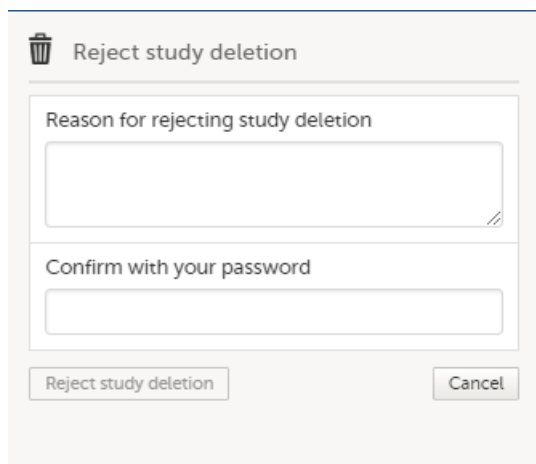 Reject study deletion
Reason for rejecting study deletion
Confirm with your password
Reject study deletion
Cancel